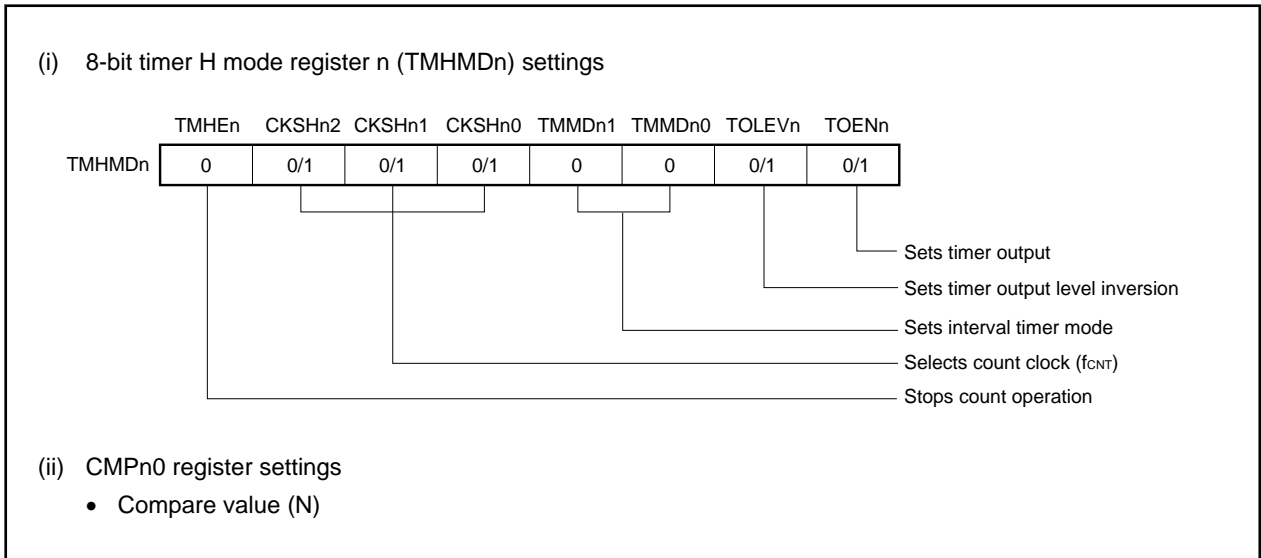 (i) 8-bit timer H mode register n (TMHMDn) settings
TMHEn CKSHn2 CKSHn1 CKSHn0 TMMDn1 TMMDn0 TOLEVn TOENn
TMHMDn 0 0/1 0/1 0/1 0 0 0/1 0/1
Sets timer output
Sets timer output level inversion
Sets interval timer mode
Selects count clock (fCNT)
Stops count operation
(ii) CMPn0 register settings
• Compare value (N)